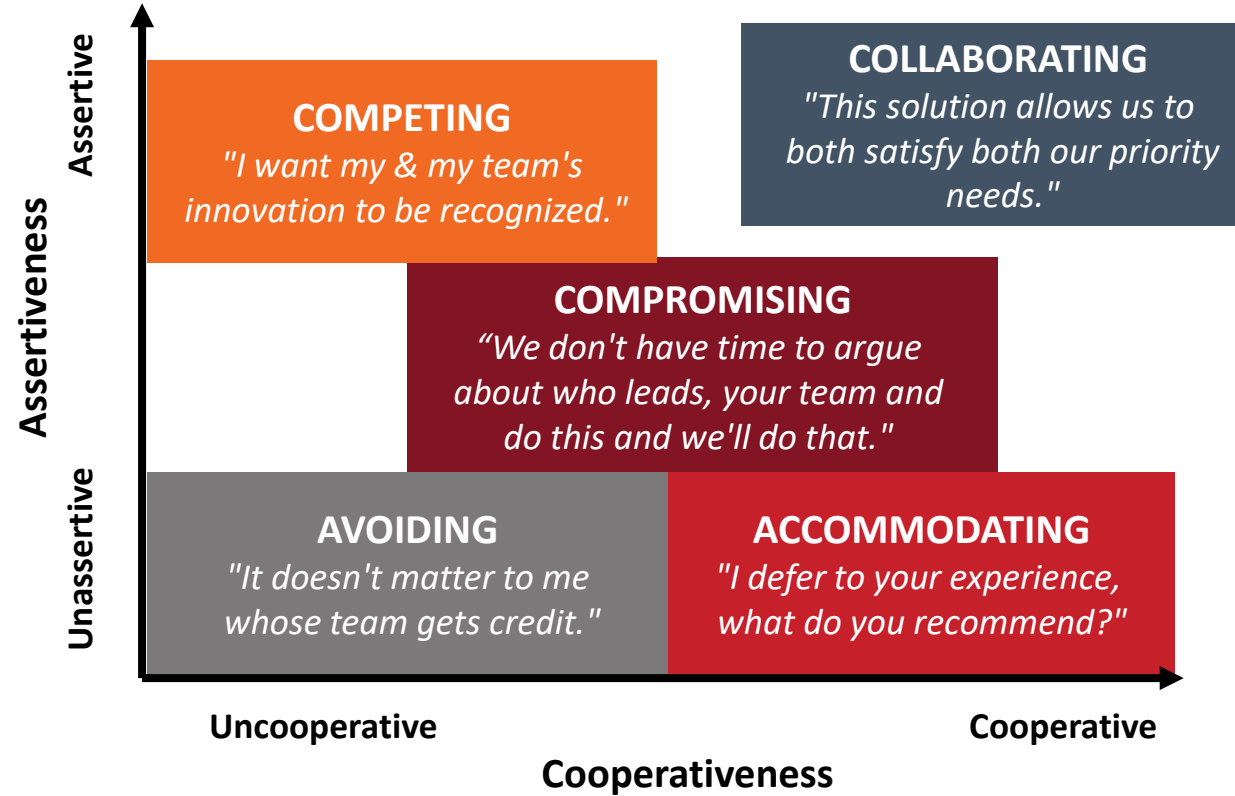 Assertiveness
Assertive
Unassertive
COMPETING
"I want my & my team's
innovation to be recognized."
COLLABORATING
"This solution allows us to
both satisfy both our priority
needs."
COMPROMISING
“We don't have time to argue
about who leads, your team and
do this and we'll do that."
AVOIDING
"It doesn't matter to me
whose team gets credit."
ACCOMMODATING
"I defer to your experience,
what do you recommend?"
Uncooperative
Cooperative
Cooperativeness